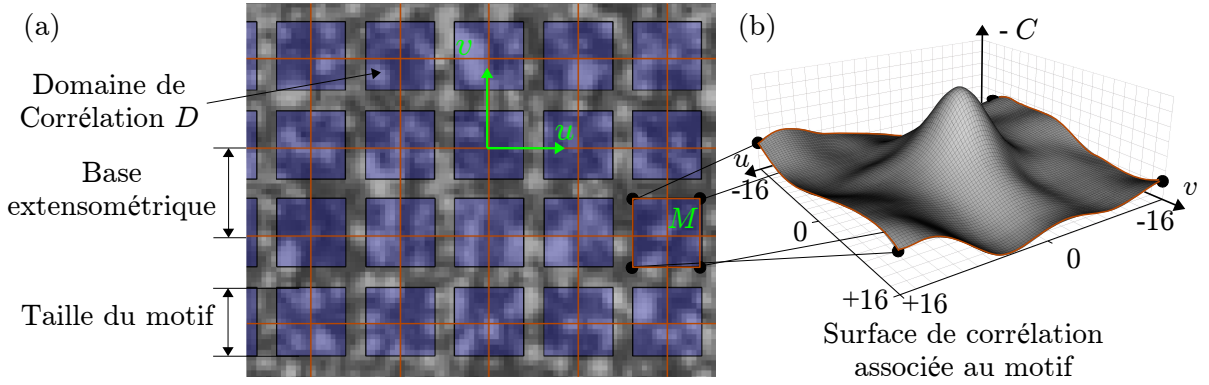 (a)
Domaine de
Corrélation D
Base
extensométrique
Taille du motif
v
u
M
(b)
- C
u
-16
0
+16
+16
0
-16
v
Surface de corrélation
associée au motif